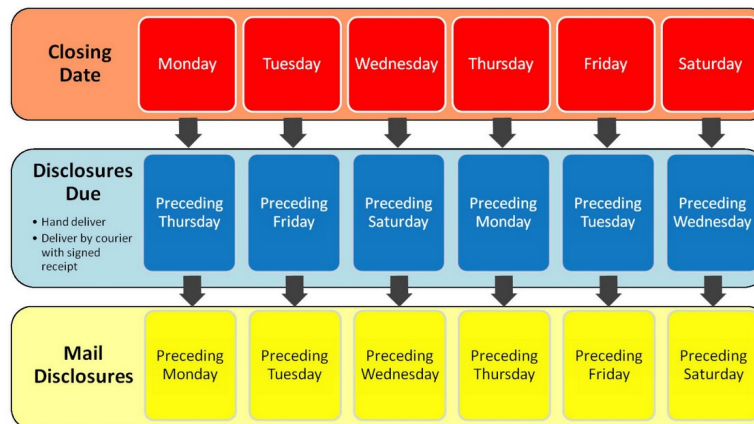 Closing
Date
Monday
Tuesday
Wednesday
Thursday
Friday
Saturday
Disclosures
Due
• Hand deliver
• Deliver by courier
with signed
receipt
Preceding
Thursday
Preceding
Friday
Preceding
Saturday
Preceding
Monday
Preceding
Tuesday
Preceding
Wednesday
Mail
Disclosures
Preceding
Monday
Preceding
Tuesday
Preceding
Wednesday
Preceding
Thursday
Preceding
Friday
Preceding
Saturday